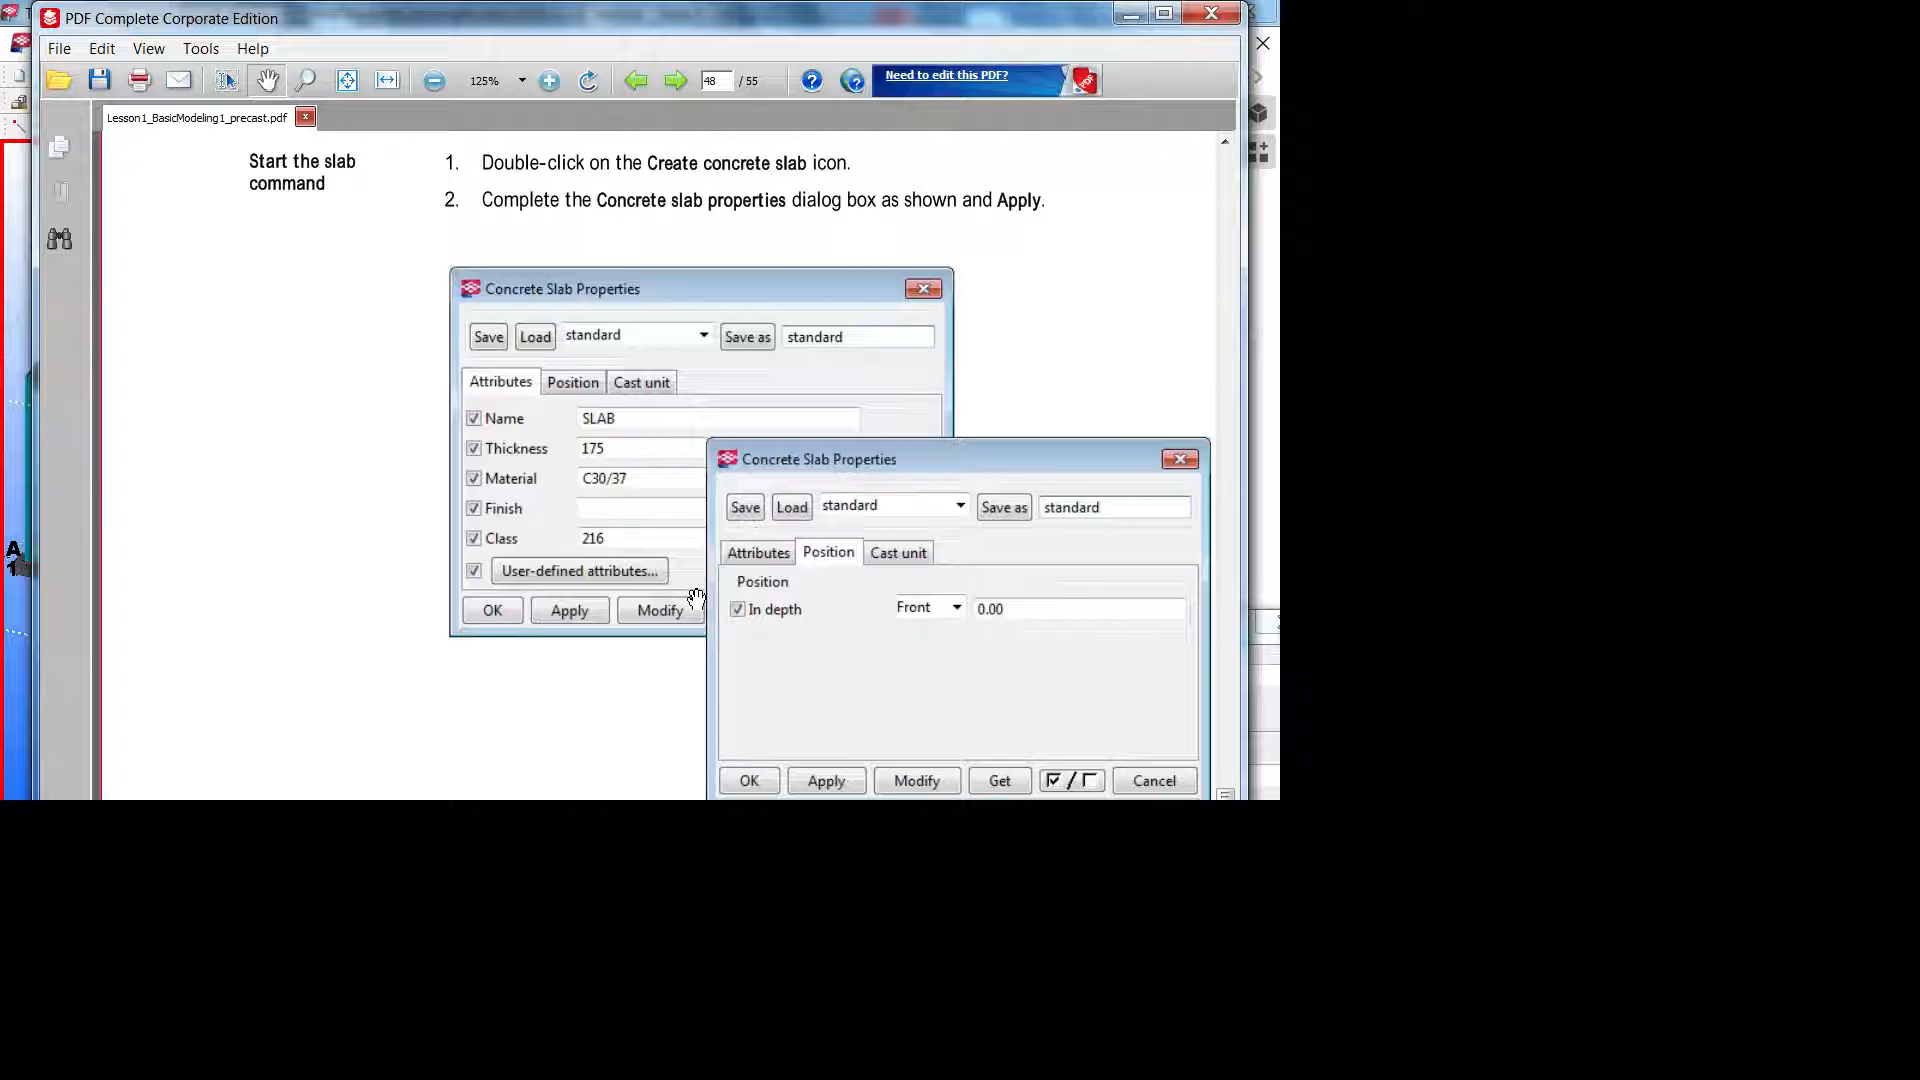 PDF Complete Corporate Edition
File Edit View Tools Help
125% 48 / 55 Need to edit this PDF?
Lesson1_BasicModeling1_precast.pdf
Start the slab
command
1. Double-click on the Create concrete slab icon.
2. Complete the Concrete slab properties dialog box as shown and Apply.
Concrete Slab Properties
Save Load standard Save as standard
Attributes Position Cast unit
Name SLAB
Thickness 175
Material C30/37
Finish
Class 216
User-defined attributes...
OK Apply Modify
Concrete Slab Properties
Save Load standard Save as standard
Attributes Position Cast unit
Position
In depth Front 0.00
OK Apply Modify Get / Cancel
A